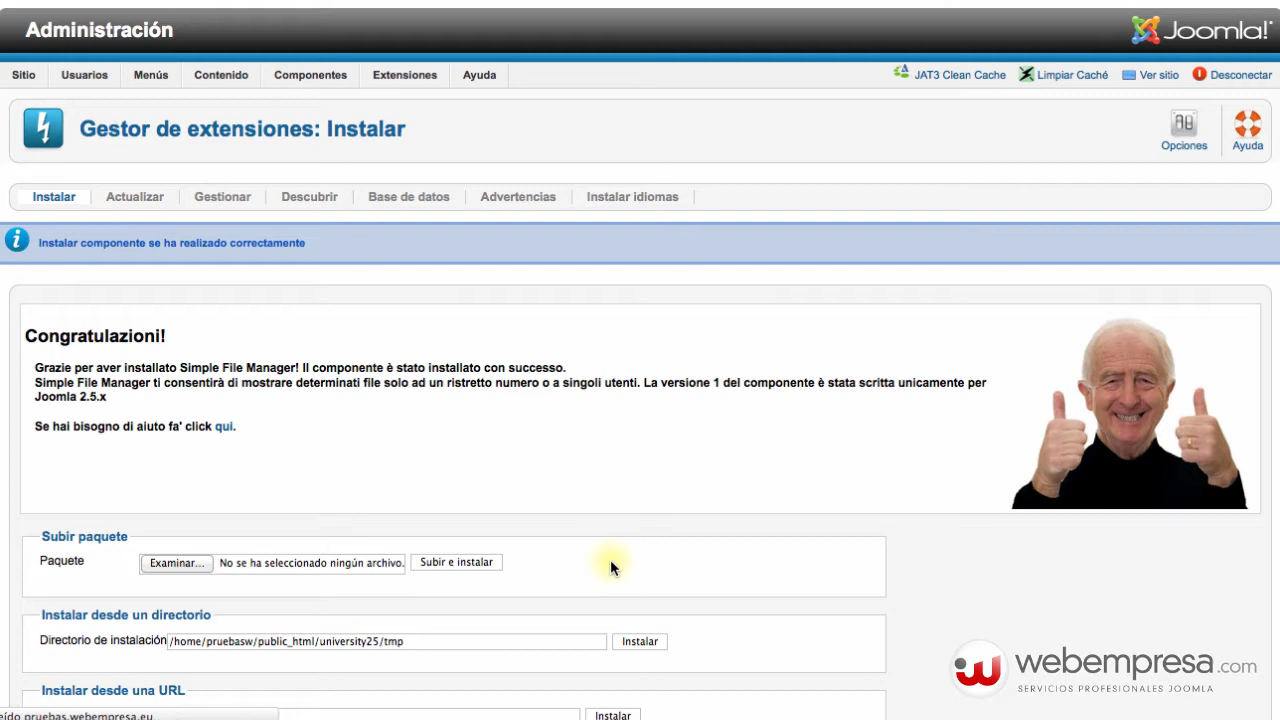 Administración
Joomla!
Sitio Usuarios Menús Contenido Componentes Extensiones Ayuda JAT3 Clean Cache Limpiar Caché Ver sitio Desconectar
Gestor de extensiones: Instalar
Opciones Ayuda
Instalar Actualizar Gestionar Descubrir Base de datos Advertencias Instalar idiomas
Instalar componente se ha realizado correctamente
Congratulazioni!
Grazie per aver installato Simple File Manager! Il componente è stato installato con successo.
Simple File Manager ti consentirà di mostrare determinati file solo ad un ristretto numero o a singoli utenti. La versione 1 del componente è stata scritta unicamente per
Joomla 2.5.x
Se hai bisogno di aiuto fa' click qui.
Subir paquete
Paquete Examinar... No se ha seleccionado ningún archivo. Subir e instalar
Instalar desde un directorio
Directorio de instalación /home/pruebasw/public_html/university25/tmp Instalar
webempresa.com
SERVICIOS PROFESIONALES JOOMLA
Instalar desde una URL
Instalar
eído pruebas.webempresa.eu